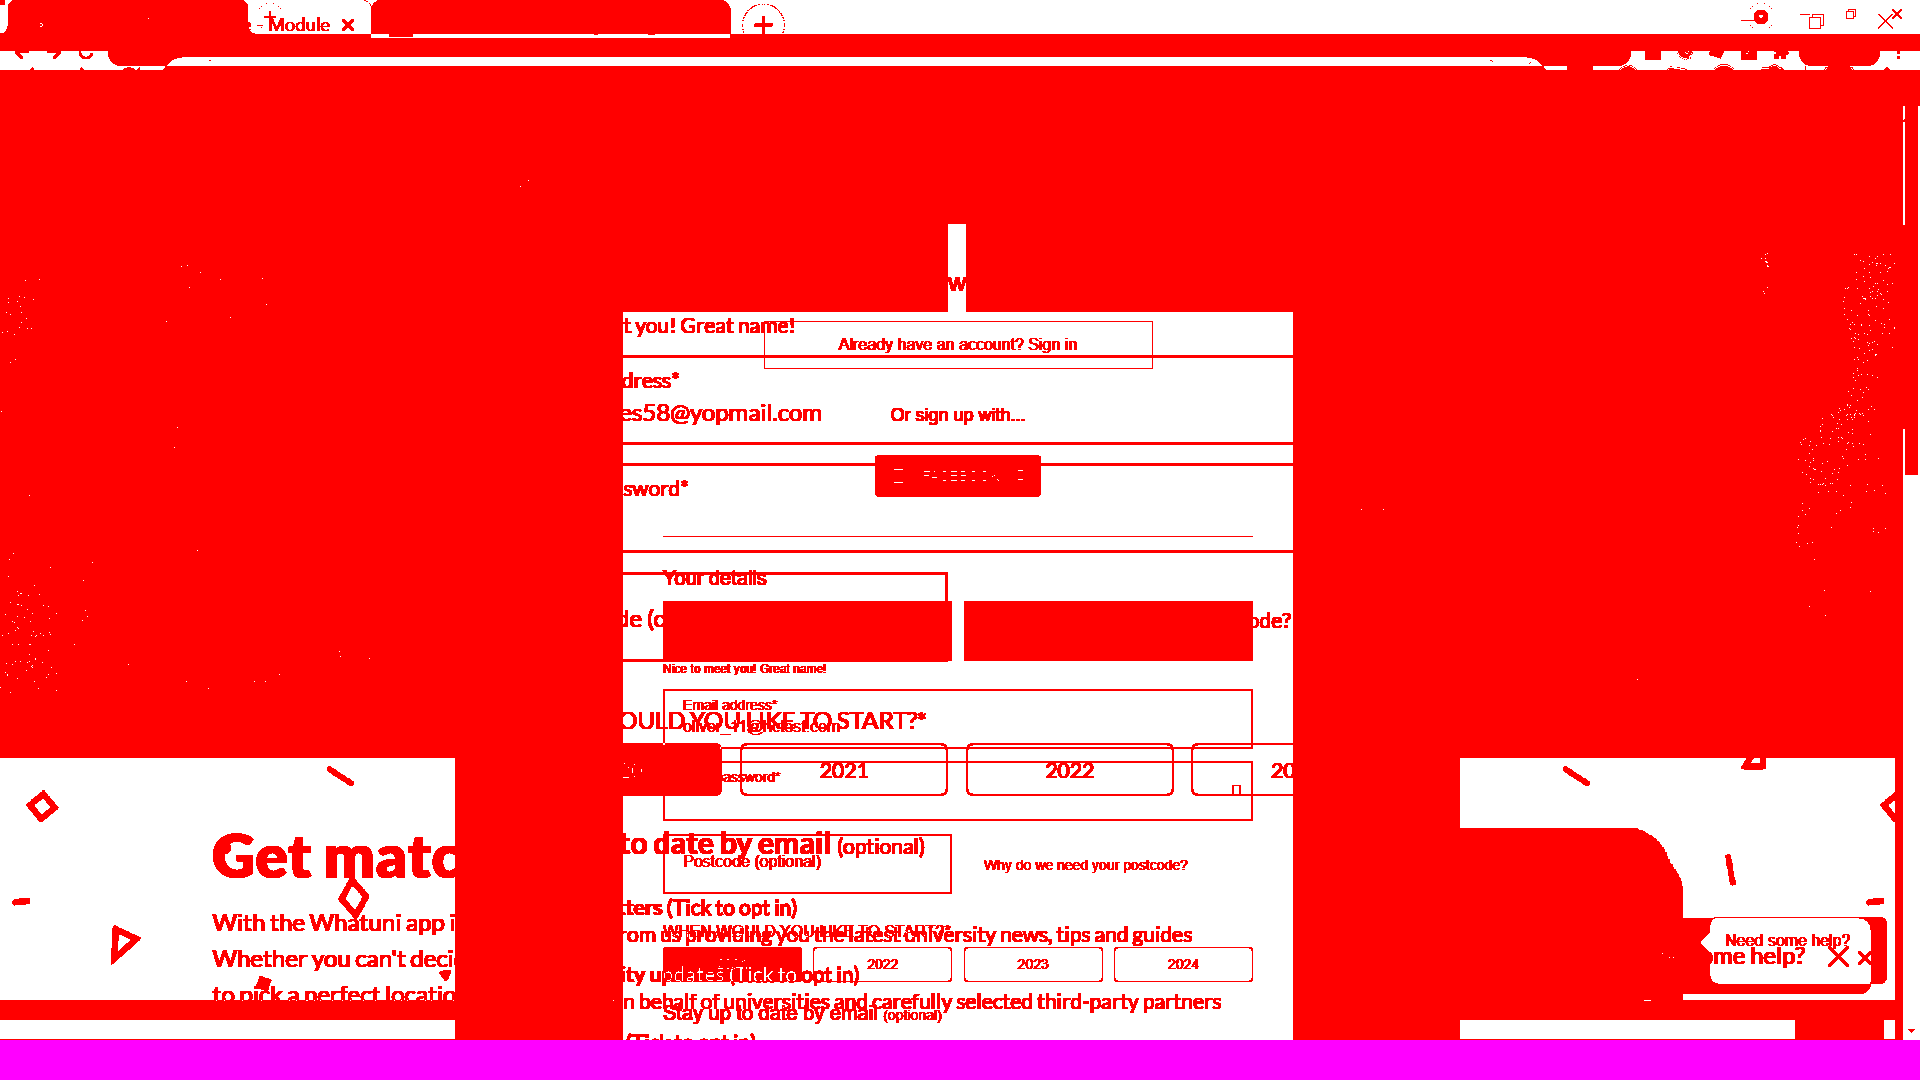 - Module
w
t you! Great name!
Already have an account? Sign in
dress*
es58@yopmail.com
Or sign up with...
FACEBOOK
sword*
Your details
de (o
ode?
Nice to meet you! Great name!
Email address*
OULD YOU LIKE TO START?*
2021
2022
20
assword*
Get matc
to date by email (optional)
Postcode (optional)
Why do we need your postcode?
With the Whatuni app i
tters (Tick to opt in)
WHEN WOULD YOU LIKE TO START?*
rom us providing you the latest university news, tips and guides
Need some help?
me help?
Whether you can't deci
2022
2023
2024
ity updates (Tick to opt in)
to pick a perfect locatio
n behalf of universities and carefully selected third-party partners
Stay up to date by email (optional)
(Tick to opt in)